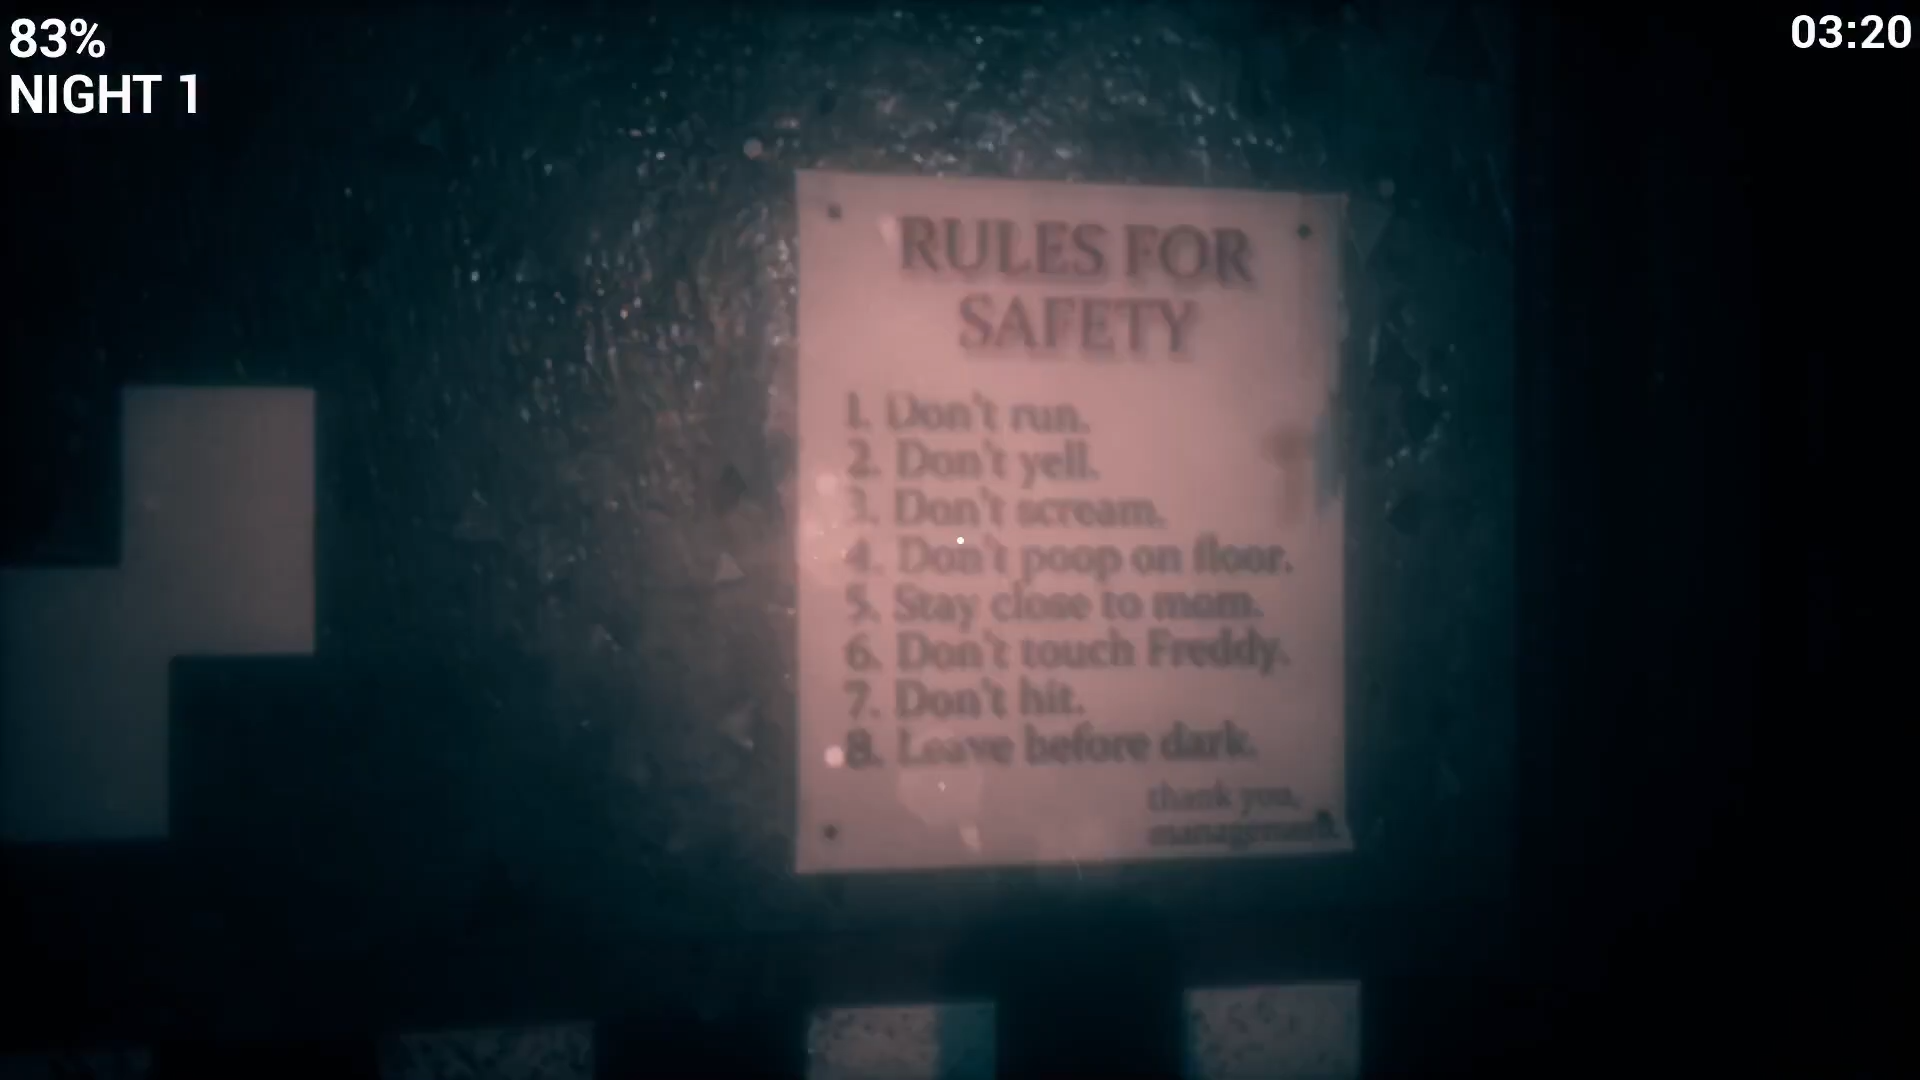 83%
NIGHT 1
03:20
RULES FOR
SAFETY
1. Don't run.
2. Don't yell.
3. Don't scream.
4. Don't poop on floor.
5. Stay close to mom.
6. Don't touch Freddy.
7. Don't hit.
8. Leave before dark.
thank you,
management.